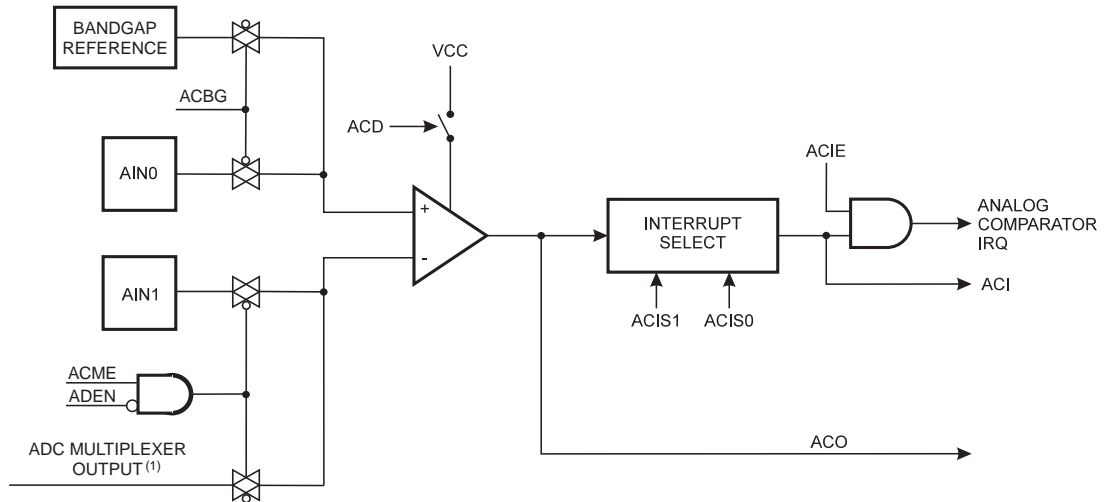 BANDGAP
REFERENCE
VCC
ACBG
ACD
AIN0
ACIE
+
-
INTERRUPT
SELECT
ANALOG
COMPARATOR
IRQ
AIN1
ACI
ACIS1 ACIS0
ACME
ADEN
ADC MULTIPLEXER
OUTPUT (1)
ACO